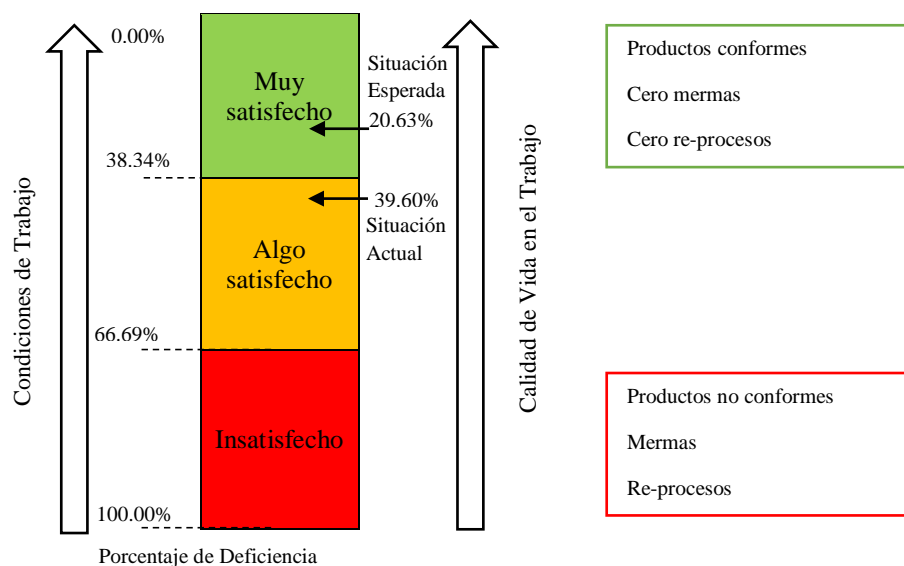 0.00%
38.34%
66.69%
100.00%
Condiciones de Trabajo
Porcentaje de Deficiencia
Muy
satisfecho
Algo
satisfecho
Insatisfecho
Situación
Esperada
20.63%
39.60%
Situación
Actual
Calidad de Vida en el Trabajo
Productos conformes
Cero mermas
Cero re-procesos
Productos no conformes
Mermas
Re-procesos